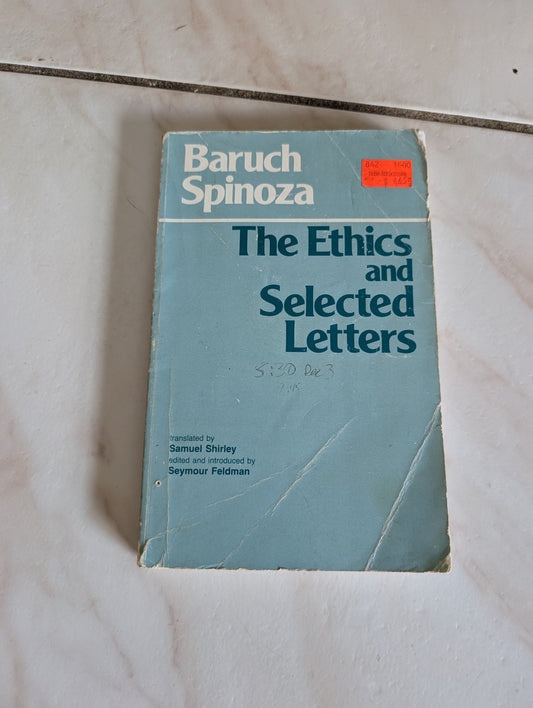 Baruch
Spinoza
The Ethics
and
Selected
Letters
5:30 Dec 3
translated by
Samuel Shirley
edited and introduced by
Seymour Feldman